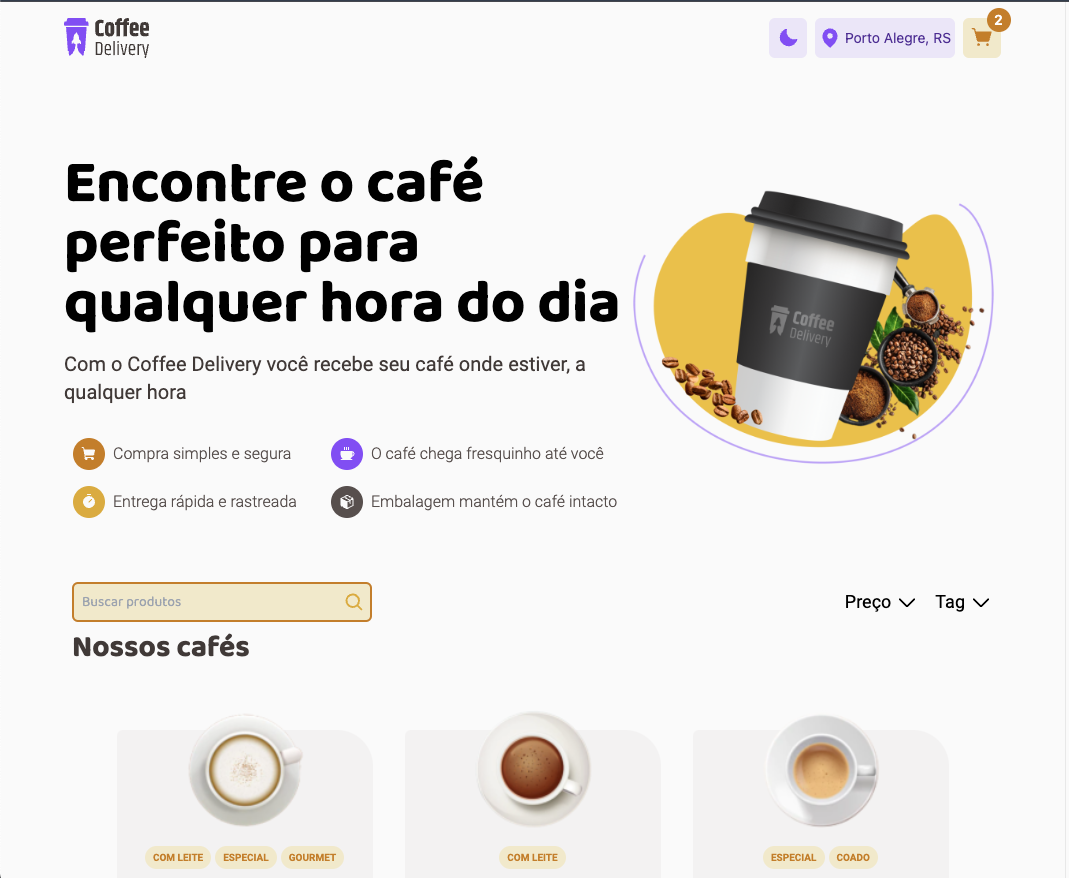 Coffee
Delivery
Porto Alegre, RS
2
Encontre o café
perfeito para
qualquer hora do dia
Coffee
Delivery
Com o Coffee Delivery você recebe seu café onde estiver, a
qualquer hora
Compra simples e segura
O café chega fresquinho até você
Entrega rápida e rastreada
Embalagem mantém o café intacto
Buscar produtos
Preço
Tag
Nossos cafés
COM LEITE
ESPECIAL
GOURMET
COM LEITE
ESPECIAL
COADO